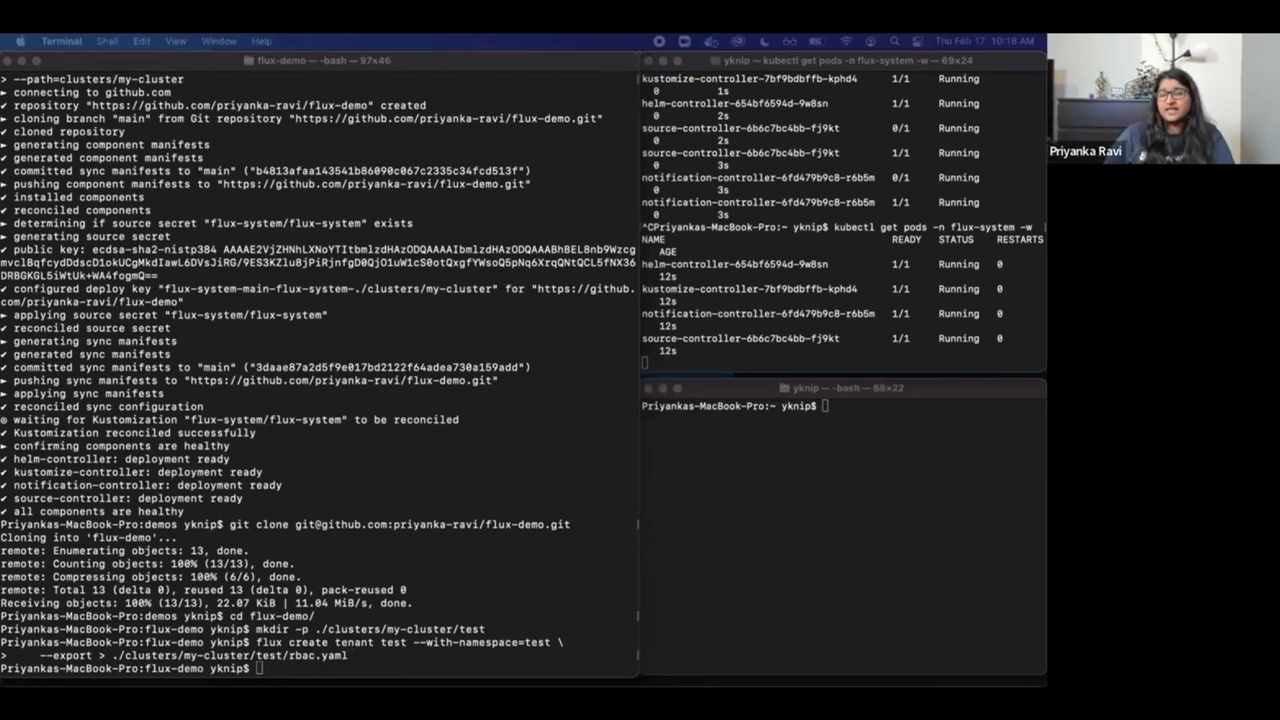 Terminal Shell Edit View Window Help Thu Feb 17 10:18 AM
flux-demo — -bash — 97×46
> --path=clusters/my-cluster
► connecting to github.com
✔ repository "https://github.com/priyanka-ravi/flux-demo" created
► cloning branch "main" from Git repository "https://github.com/priyanka-ravi/flux-demo.git"
✔ cloned repository
► generating component manifests
✔ generated component manifests
✔ committed sync manifests to "main" ("b4813afaa143541b86090c067c2335c34fcd513f")
► pushing component manifests to "https://github.com/priyanka-ravi/flux-demo.git"
✔ installed components
✔ reconciled components
► determining if source secret "flux-system/flux-system" exists
► generating source secret
✔ public key: ecdsa-sha2-nistp384
✔ configured deploy key "flux-system-main-flux-system-./clusters/my-cluster" for "https://github.
com/priyanka-ravi/flux-demo"
► applying source secret "flux-system/flux-system"
✔ reconciled source secret
► generating sync manifests
✔ generated sync manifests
✔ committed sync manifests to "main" ("3daae87a2d5f9e017bd2122f64adea730a159add")
► pushing sync manifests to "https://github.com/priyanka-ravi/flux-demo.git"
► applying sync manifests
✔ reconciled sync configuration
◎ waiting for Kustomization "flux-system/flux-system" to be reconciled
✔ Kustomization reconciled successfully
► confirming components are healthy
✔ helm-controller: deployment ready
✔ kustomize-controller: deployment ready
✔ notification-controller: deployment ready
✔ source-controller: deployment ready
✔ all components are healthy
Priyankas-MacBook-Pro:demos yknip$ git clone git@github.com:priyanka-ravi/flux-demo.git
Cloning into 'flux-demo'...
remote: Enumerating objects: 13, done.
remote: Counting objects: 100% (13/13), done.
remote: Compressing objects: 100% (6/6), done.
remote: Total 13 (delta 0), reused 13 (delta 0), pack-reused 0
Receiving objects: 100% (13/13), 22.07 KiB | 11.04 MiB/s, done.
Priyankas-MacBook-Pro:demos yknip$ cd flux-demo/
Priyankas-MacBook-Pro:flux-demo yknip$ mkdir -p ./clusters/my-cluster/test
Priyankas-MacBook-Pro:flux-demo yknip$ flux create tenant test --with-namespace=test \
> --export > ./clusters/my-cluster/test/rbac.yaml
Priyankas-MacBook-Pro:flux-demo yknip$
yknip — kubectl get pods -n flux-system -w — 69×24
kustomize-controller-7bf9bdbffb-kphd4 1/1 Running
0 1s
helm-controller-654bf6594d-9w8sn 1/1 Running
0 2s
source-controller-6b6c7bc4bb-fj9kt 0/1 Running
0 2s
source-controller-6b6c7bc4bb-fj9kt 1/1 Running
0 3s
notification-controller-6fd479b9c8-r6b5m 0/1 Running
0 3s
notification-controller-6fd479b9c8-r6b5m 1/1 Running
0 3s
^CPriyankas-MacBook-Pro:~ yknip$ kubectl get pods -n flux-system -w
NAME READY STATUS RESTARTS
AGE
helm-controller-654bf6594d-9w8sn 1/1 Running 0
12s
kustomize-controller-7bf9bdbffb-kphd4 1/1 Running 0
12s
notification-controller-6fd479b9c8-r6b5m 1/1 Running 0
12s
source-controller-6b6c7bc4bb-fj9kt 1/1 Running 0
12s
yknip — -bash — 69×22
Priyankas-MacBook-Pro:~ yknip$
Priyanka Ravi